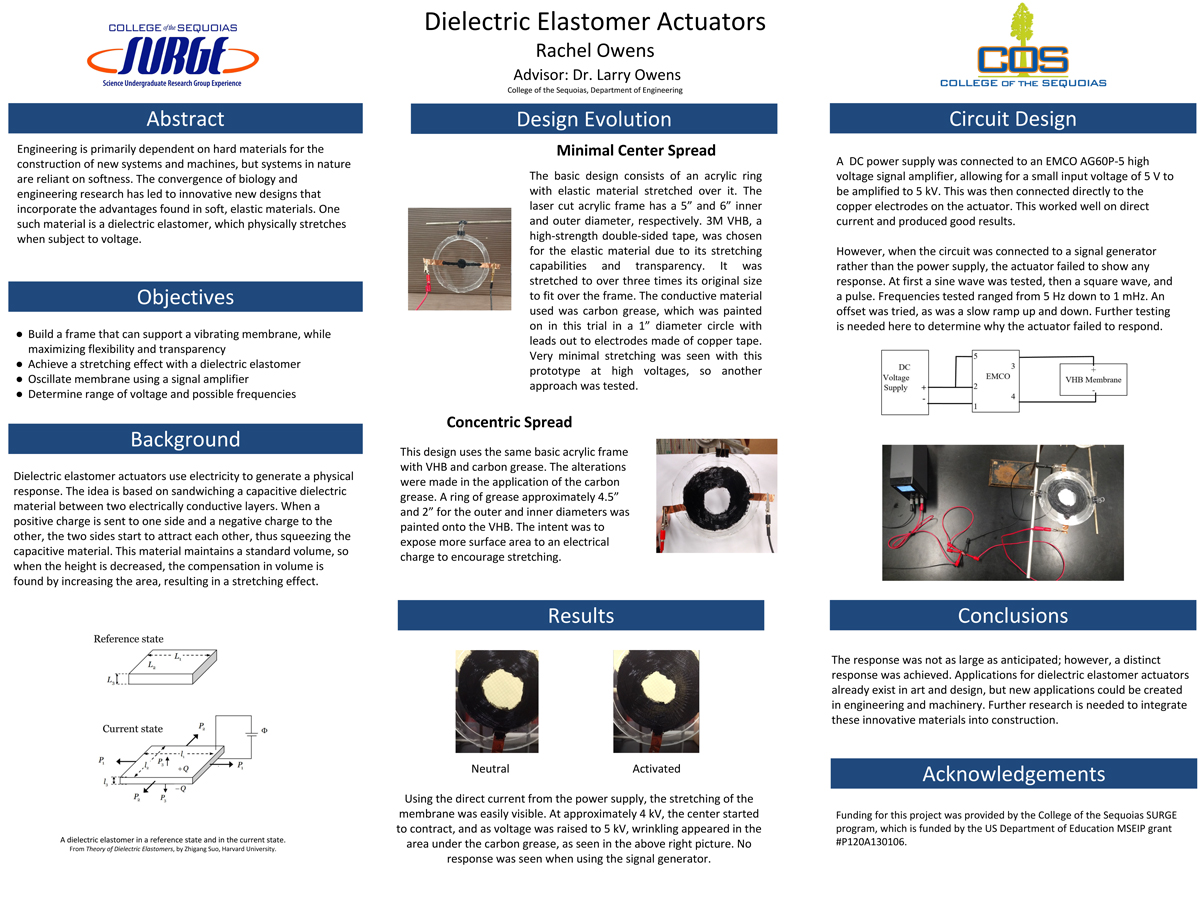 COLLEGE of the SEQUOIAS
SURGE
Science Undergraduate Research Group Experience
Dielectric Elastomer Actuators
Rachel Owens
Advisor: Dr. Larry Owens
College of the Sequoias, Department of Engineering
COS
COLLEGE OF THE SEQUOIAS
Abstract
Engineering is primarily dependent on hard materials for the
construction of new systems and machines, but systems in nature
are reliant on softness. The convergence of biology and
engineering research has led to innovative new designs that
incorporate the advantages found in soft, elastic materials. One
such material is a dielectric elastomer, which physically stretches
when subject to voltage.
Objectives
● Build a frame that can support a vibrating membrane, while
maximizing flexibility and transparency
● Achieve a stretching effect with a dielectric elastomer
● Oscillate membrane using a signal amplifier
● Determine range of voltage and possible frequencies
Background
Dielectric elastomer actuators use electricity to generate a physical
response. The idea is based on sandwiching a capacitive dielectric
material between two electrically conductive layers. When a
positive charge is sent to one side and a negative charge to the
other, the two sides start to attract each other, thus squeezing the
capacitive material. This material maintains a standard volume, so
when the height is decreased, the compensation in volume is
found by increasing the area, resulting in a stretching effect.
Reference state
L₁
L₂
L₃
Current state
P₂
Φ
l₁
P₁
l₂
P₃
+Q
P₁
l₃
−Q
P₂
P₃
A dielectric elastomer in a reference state and in the current state.
From Theory of Dielectric Elastomers, by Zhigang Suo, Harvard University.
Design Evolution
Minimal Center Spread
The basic design consists of an acrylic ring
with elastic material stretched over it. The
laser cut acrylic frame has a 5” and 6” inner
and outer diameter, respectively. 3M VHB, a
high-strength double-sided tape, was chosen
for the elastic material due to its stretching
capabilities and transparency. It was
stretched to over three times its original size
to fit over the frame. The conductive material
used was carbon grease, which was painted
on in this trial in a 1” diameter circle with
leads out to electrodes made of copper tape.
Very minimal stretching was seen with this
prototype at high voltages, so another
approach was tested.
Concentric Spread
This design uses the same basic acrylic frame
with VHB and carbon grease. The alterations
were made in the application of the carbon
grease. A ring of grease approximately 4.5”
and 2” for the outer and inner diameters was
painted onto the VHB. The intent was to
expose more surface area to an electrical
charge to encourage stretching.
Results
Neutral
Activated
Using the direct current from the power supply, the stretching of the
membrane was easily visible. At approximately 4 kV, the center started
to contract, and as voltage was raised to 5 kV, wrinkling appeared in the
area under the carbon grease, as seen in the above right picture. No
response was seen when using the signal generator.
Circuit Design
A DC power supply was connected to an EMCO AG60P-5 high
voltage signal amplifier, allowing for a small input voltage of 5 V to
be amplified to 5 kV. This was then connected directly to the
copper electrodes on the actuator. This worked well on direct
current and produced good results.
However, when the circuit was connected to a signal generator
rather than the power supply, the actuator failed to show any
response. At first a sine wave was tested, then a square wave, and
a pulse. Frequencies tested ranged from 5 Hz down to 1 mHz. An
offset was tried, as was a slow ramp up and down. Further testing
is needed here to determine why the actuator failed to respond.
DC
Voltage
Supply
+
-
5
2
1
EMCO
3
4
+
VHB Membrane
-
Conclusions
The response was not as large as anticipated; however, a distinct
response was achieved. Applications for dielectric elastomer actuators
already exist in art and design, but new applications could be created
in engineering and machinery. Further research is needed to integrate
these innovative materials into construction.
Acknowledgements
Funding for this project was provided by the College of the Sequoias SURGE
program, which is funded by the US Department of Education MSEIP grant
#P120A130106.